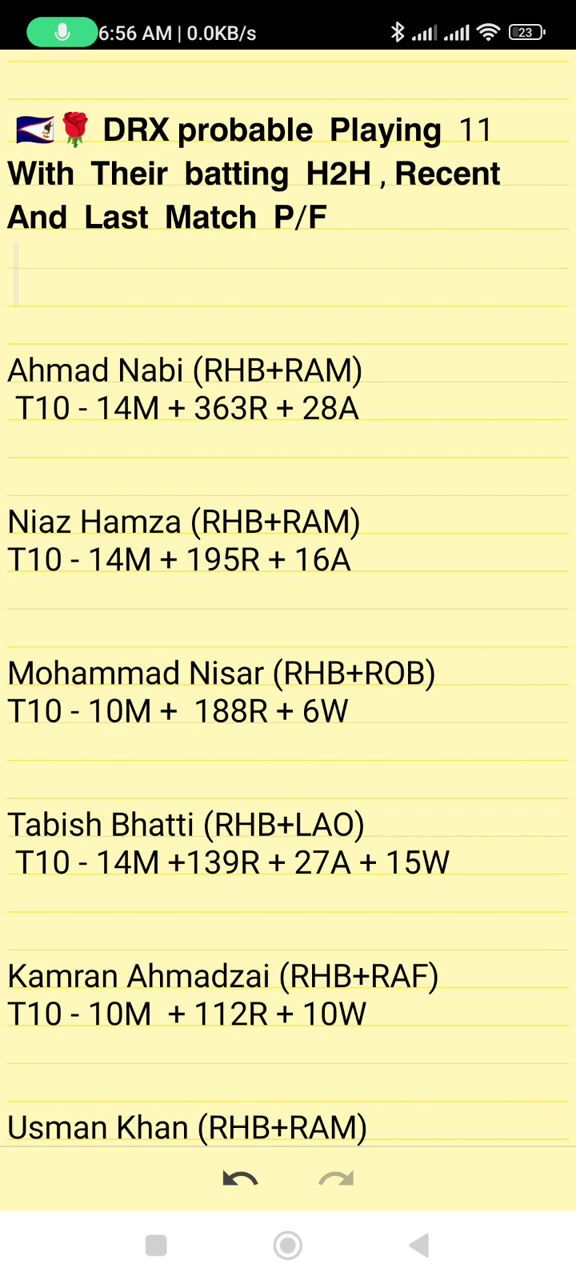 6:56 AM | 0.0KB/s 23
🇦🇸🌹 DRX probable Playing 11
With Their batting H2H , Recent
And Last Match P/F
Ahmad Nabi (RHB+RAM)
T10 - 14M + 363R + 28A
Niaz Hamza (RHB+RAM)
T10 - 14M + 195R + 16A
Mohammad Nisar (RHB+ROB)
T10 - 10M + 188R + 6W
Tabish Bhatti (RHB+LAO)
T10 - 14M +139R + 27A + 15W
Kamran Ahmadzai (RHB+RAF)
T10 - 10M + 112R + 10W
Usman Khan (RHB+RAM)